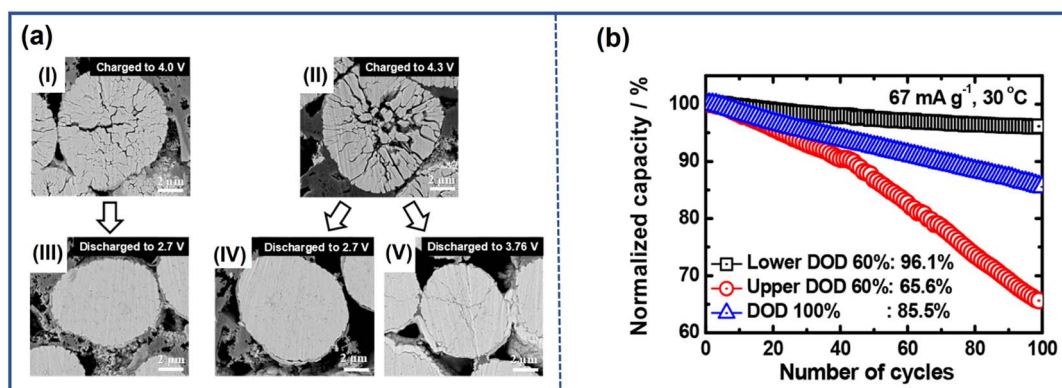 (a)
(I)
Charged to 4.0 V
2 μm
(II)
Charged to 4.3 V
2 μm
(III)
Discharged to 2.7 V
2 μm
(IV)
Discharged to 2.7 V
2 μm
(V)
Discharged to 3.76 V
2 μm
(b)
Normalized capacity / %
100
90
80
70
60
67 mA g⁻¹, 30 °C
Lower DOD 60%: 96.1%
Upper DOD 60%: 65.6%
DOD 100% : 85.5%
0 20 40 60 80 100
Number of cycles